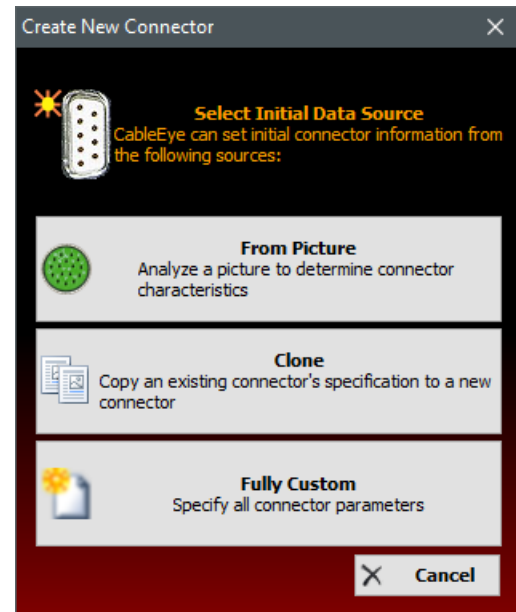 Create New Connector
Select Initial Data Source
CableEye can set initial connector information from
the following sources:
From Picture
Analyze a picture to determine connector
characteristics
Clone
Copy an existing connector's specification to a new
connector
Fully Custom
Specify all connector parameters
Cancel